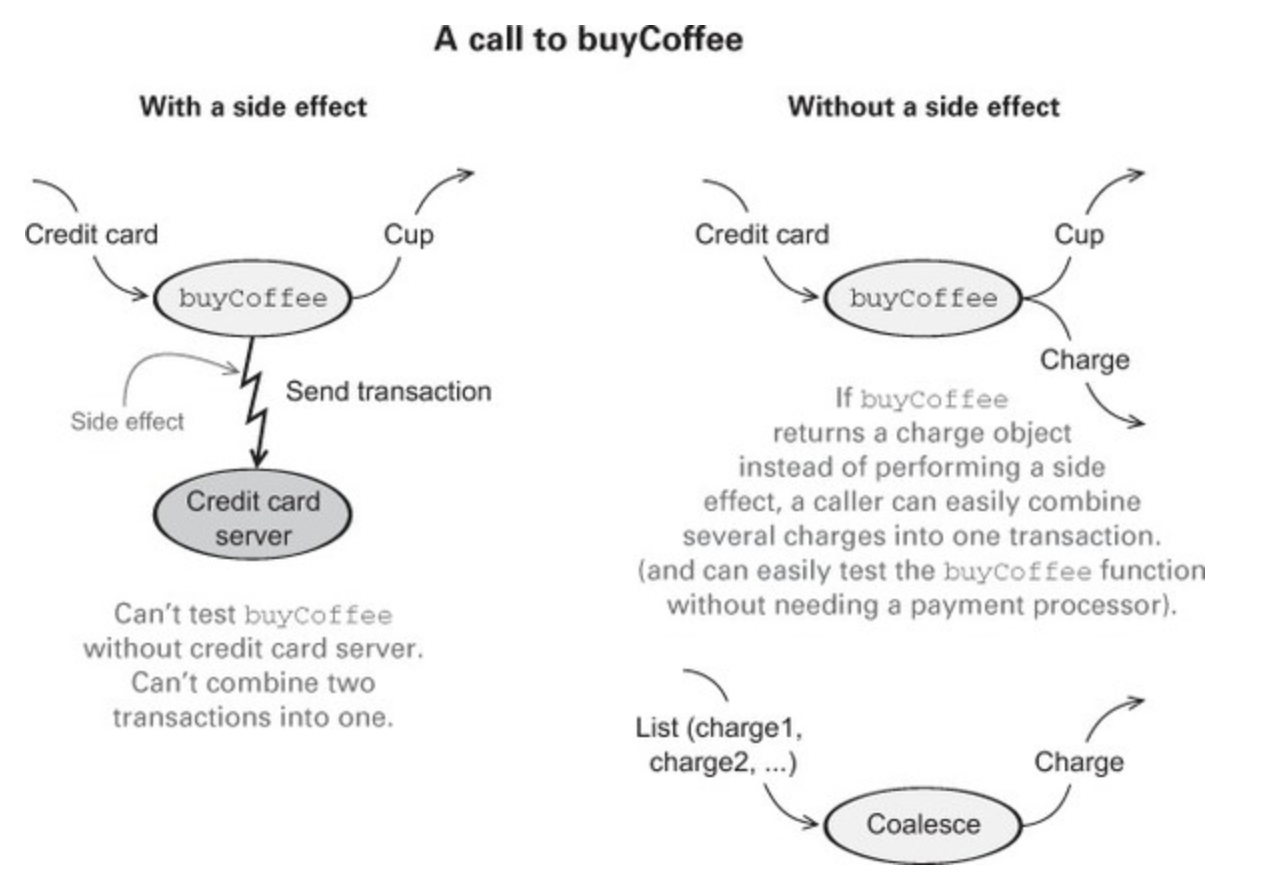 A call to buyCoffee
With a side effect
Credit card
Cup
buyCoffee
Side effect
Send transaction
Credit card
server
Can't test buyCoffee
without credit card server.
Can't combine two
transactions into one.
Without a side effect
Credit card
Cup
buyCoffee
Charge
If buyCoffee
returns a charge object
instead of performing a side
effect, a caller can easily combine
several charges into one transaction.
(and can easily test the buyCoffee function
without needing a payment processor).
List (charge1,
charge2, ...)
Charge
Coalesce